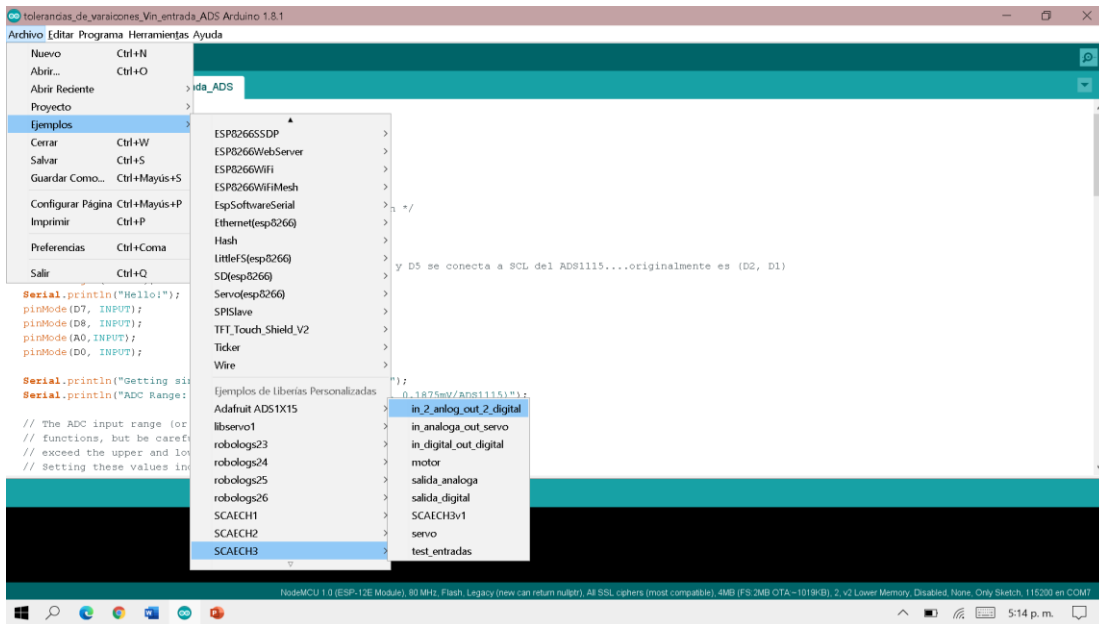 tolerancias_de_varaicones_Vin_entrada_ADS Arduino 1.8.1
Archivo Editar Programa Herramientas Ayuda
Nuevo Ctrl+N
Abrir... Ctrl+O
Abrir Reciente
Proyecto
Ejemplos
Cerrar Ctrl+W
Salvar Ctrl+S
Guardar Como... Ctrl+Mayús+S
Configurar Página Ctrl+Mayús+P
Imprimir Ctrl+P
Preferencias Ctrl+Coma
Salir Ctrl+Q
ada_ADS
ESP8266SSDP
ESP8266WebServer
ESP8266WiFi
ESP8266WiFiMesh
EspSoftwareSerial
Ethernet(esp8266)
Hash
LittleFS(esp8266)
SD(esp8266)
Servo(esp8266)
SPISlave
TFT_Touch_Shield_V2
Ticker
Wire
Ejemplos de Liberías Personalizadas
Adafruit ADS1X15
libservo1
robologs23
robologs24
robologs25
robologs26
SCAECH1
SCAECH2
SCAECH3
in_2_anlog_out_2_digital
in_analoga_out_servo
in_digital_out_digital
motor
salida_analoga
salida_digital
SCAECH3v1
servo
test_entradas
n */
y D5 se conecta a SCL del ADS1115....originalmente es (D2, D1)
Serial.println("Hello!");
pinMode(D7, INPUT);
pinMode(D8, INPUT);
pinMode(A0,INPUT);
pinMode(D0, INPUT);
Serial.println("Getting si ");
Serial.println("ADC Range: 0.1875mV/ADS1115)");
// The ADC input range (or
// functions, but be caref
// exceed the upper and lo
// Setting these values in
NodeMCU 1.0 (ESP-12E Module), 80 MHz, Flash, Legacy (new can return nullptr), All SSL ciphers (most compatible), 4MB (FS:2MB OTA:~1019KB), 2, v2 Lower Memory, Disabled, None, Only Sketch, 115200 en COM7
5:14 p. m.